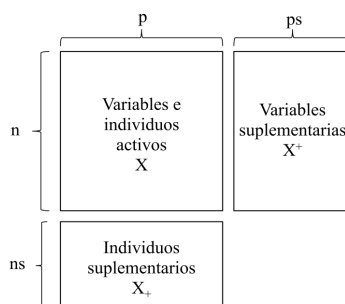 p
ps
n
Variables e
individuos
activos
X
Variables
suplementarias
X⁺
ns
Individuos
suplementarios
X₊